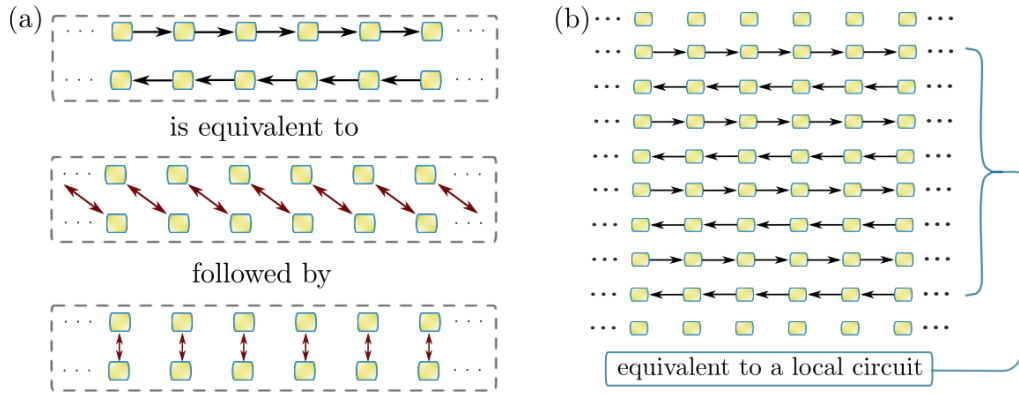 (a)
is equivalent to
followed by
(b)
equivalent to a local circuit